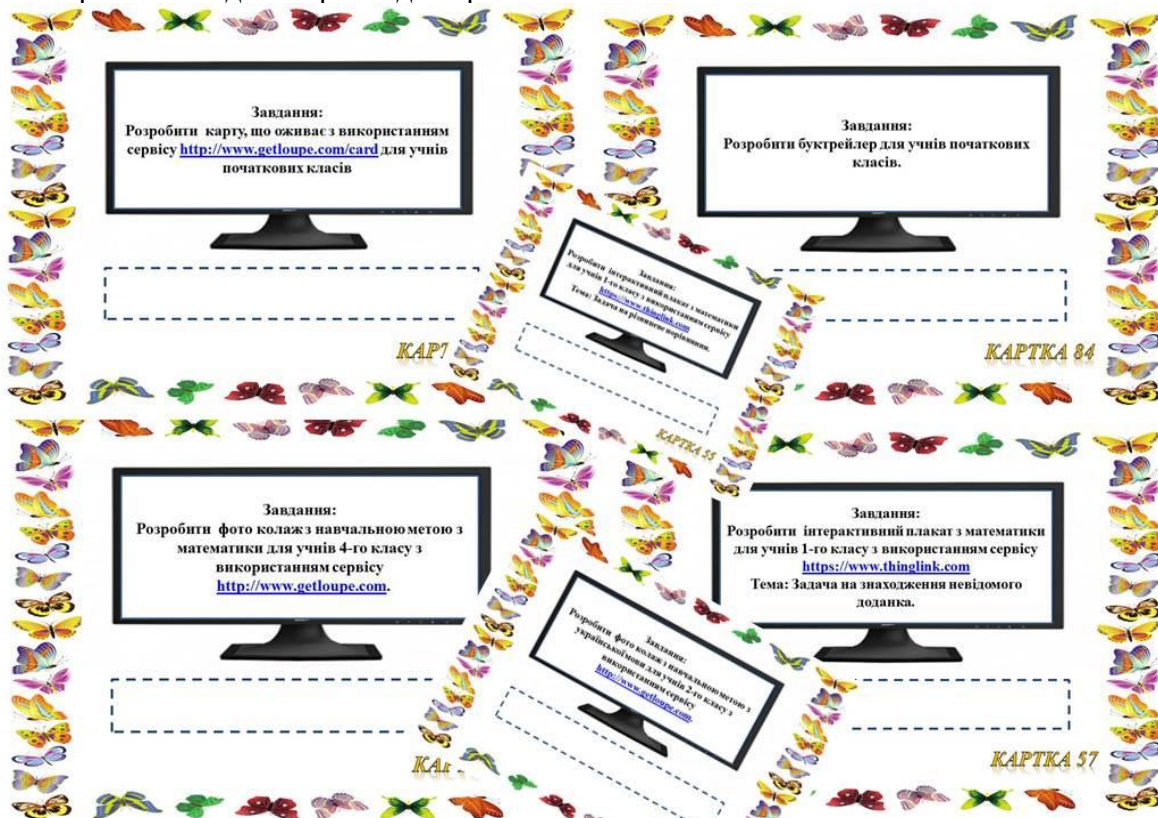 Завдання:
Розробити карту, що оживає з використанням
сервісу http://www.getloupe.com/card для учнів
початкових класів
Завдання:
Розробити буктрейлер для учнів початкових
класів.
КАРТКА 84
Завдання:
Розробити інтерактивний плакат з математики
для учнів 1-го класу з використанням сервісу
https://www.thinglink.com
Тема: Задача на різницеве порівняння.
КАРТКА 55
Завдання:
Розробити фото колаж з навчальною метою з
математики для учнів 4-го класу з
використанням сервісу
http://www.getloupe.com.
Завдання:
Розробити інтерактивний плакат з математики
для учнів 1-го класу з використанням сервісу
https://www.thinglink.com
Тема: Задача на знаходження невідомого
доданка.
КАРТКА 57
Завдання:
Розробити фото колаж з навчальною метою з
української мови для учнів 2-го класу з
використанням сервісу
http://www.getloupe.com.